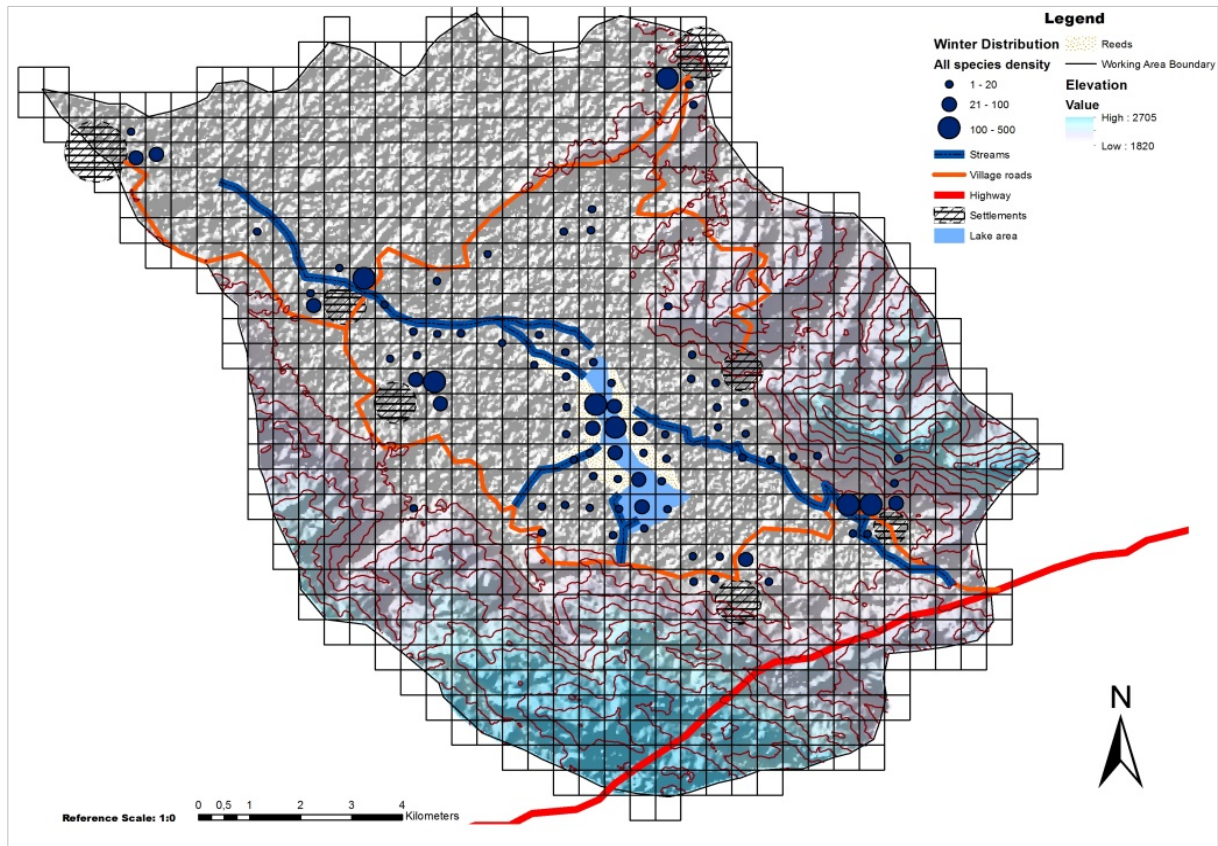 Legend
Winter Distribution
All species density
1 - 20
21 - 100
100 - 500
Streams
Village roads
Highway
Settlements
Lake area
Reeds
Working Area Boundary
Elevation
Value
High : 2705
Low : 1820
N
0 0,5 1 2 3 4
Kilometers
Reference Scale: 1:0